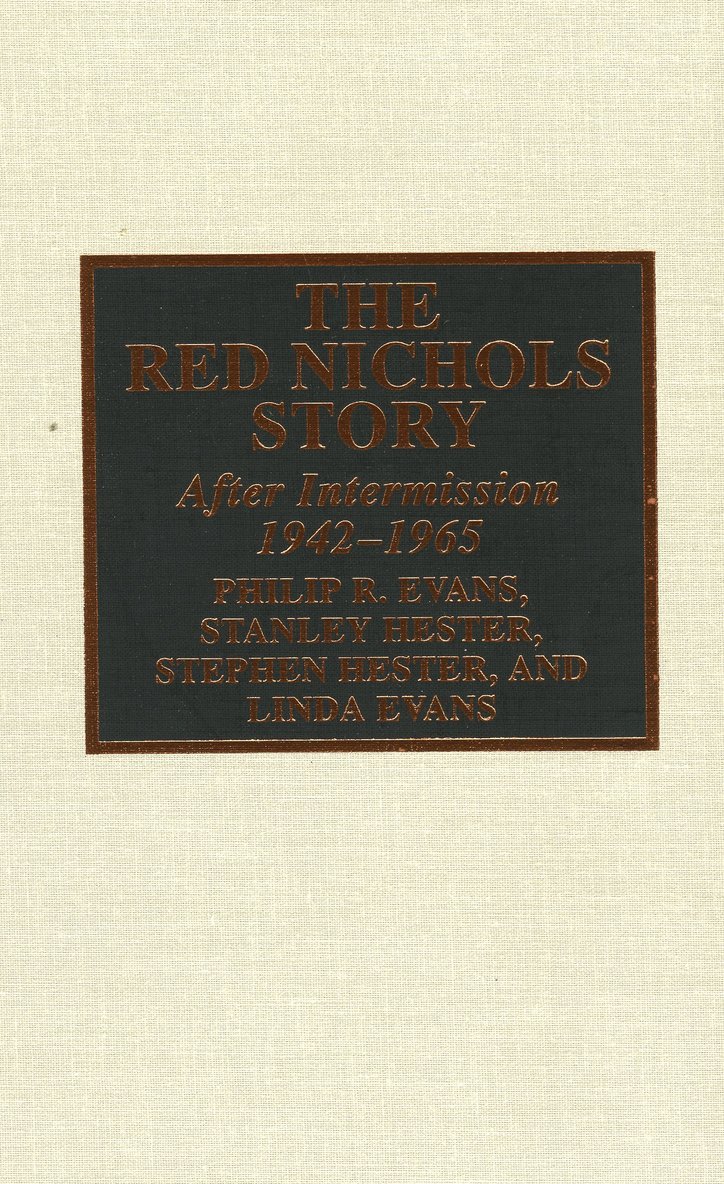 THE
RED NICHOLS
STORY
After Intermission
1942–1965
PHILIP R. EVANS,
STANLEY HESTER,
STEPHEN HESTER, AND
LINDA EVANS